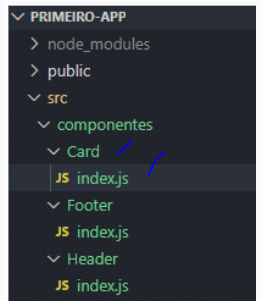 PRIMEIRO-APP
node_modules
public
src
componentes
Card
JS index.js
Footer
JS index.js
Header
JS index.js